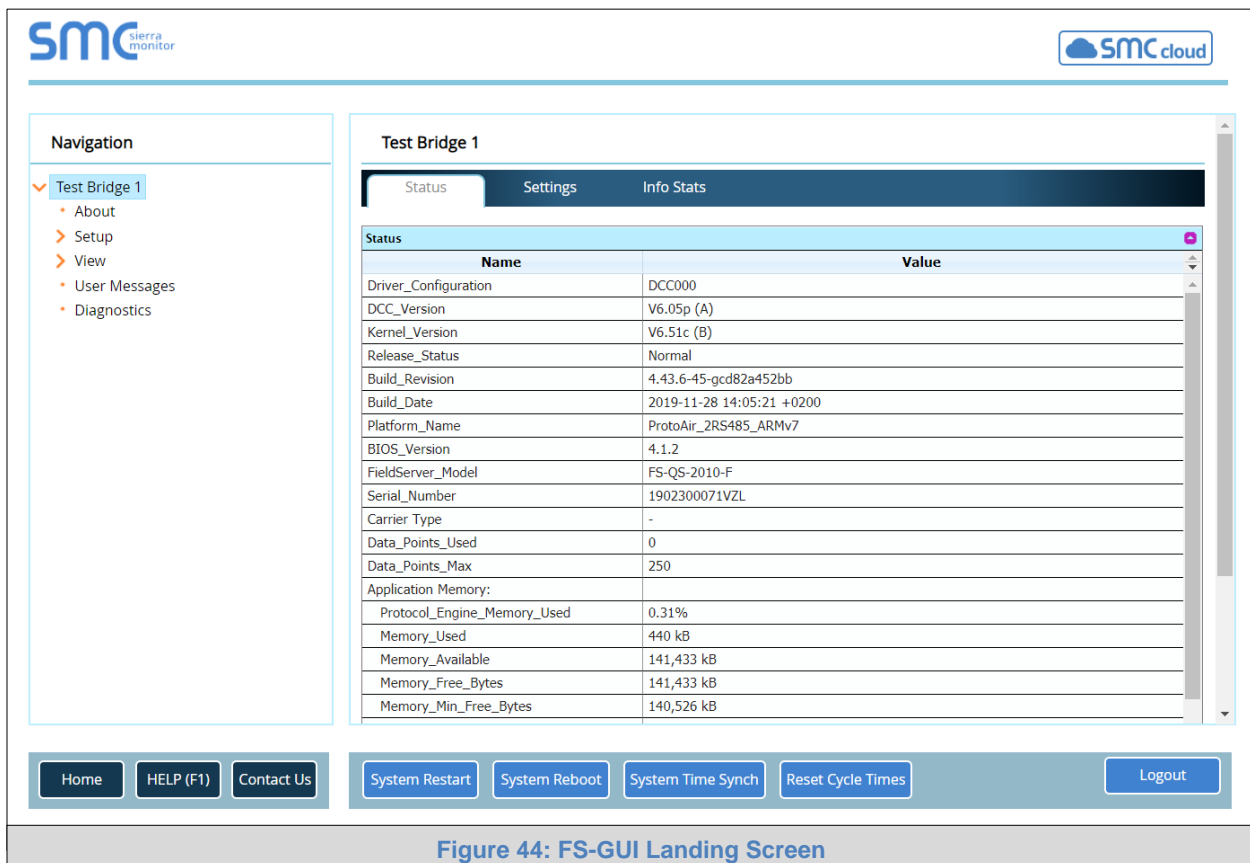 SMC sierra monitor
SMC cloud
Navigation
Test Bridge 1
About
Setup
View
User Messages
Diagnostics
Test Bridge 1
Status Settings Info Stats
Status
Name Value
Driver_Configuration DCC000
DCC_Version V6.05p (A)
Kernel_Version V6.51c (B)
Release_Status Normal
Build_Revision 4.43.6-45-gcd82a452bb
Build_Date 2019-11-28 14:05:21 +0200
Platform_Name ProtoAir_2RS485_ARMv7
BIOS_Version 4.1.2
FieldServer_Model FS-QS-2010-F
Serial_Number 1902300071VZL
Carrier Type -
Data_Points_Used 0
Data_Points_Max 250
Application Memory:
Protocol_Engine_Memory_Used 0.31%
Memory_Used 440 kB
Memory_Available 141,433 kB
Memory_Free_Bytes 141,433 kB
Memory_Min_Free_Bytes 140,526 kB
Home HELP (F1) Contact Us System Restart System Reboot System Time Synch Reset Cycle Times Logout
Figure 44: FS-GUI Landing Screen